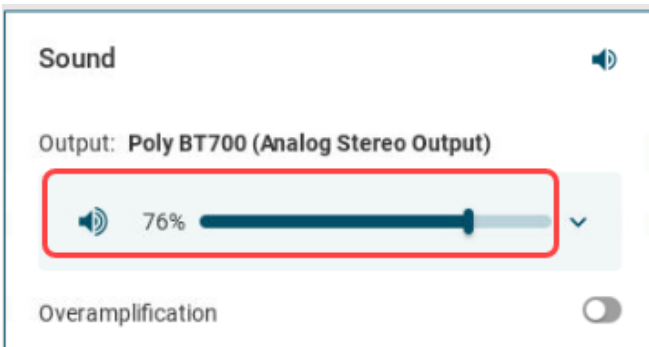 Sound
Output: Poly BT700 (Analog Stereo Output)
76%
Overamplification